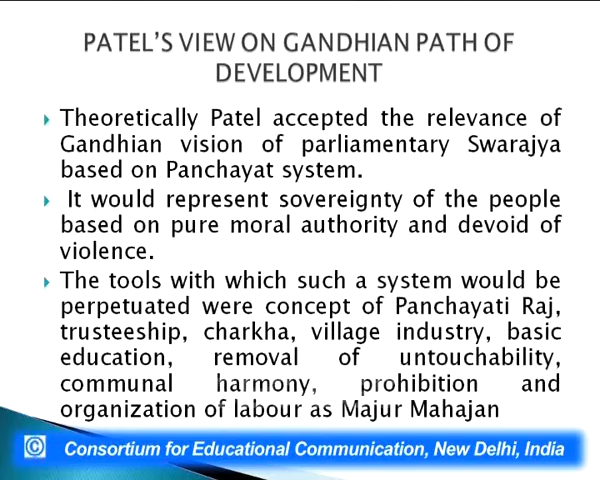 PATEL'S VIEW ON GANDHIAN PATH OF
DEVELOPMENT
Theoretically Patel accepted the relevance of
Gandhian vision of parliamentary Swarajya
based on Panchayat system.
It would represent sovereignty of the people
based on pure moral authority and devoid of
violence.
The tools with which such a system would be
perpetuated were concept of Panchayati Raj,
trusteeship, charkha, village industry, basic
education, removal of untouchability,
communal harmony, prohibition and
organization of labour as Majur Mahajan
© Consortium for Educational Communication, New Delhi, India